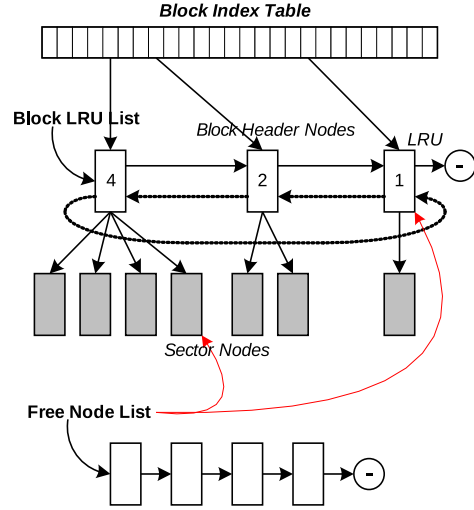 Block Index Table
Block LRU List
Block Header Nodes
LRU
-
4
2
1
Sector Nodes
Free Node List
-